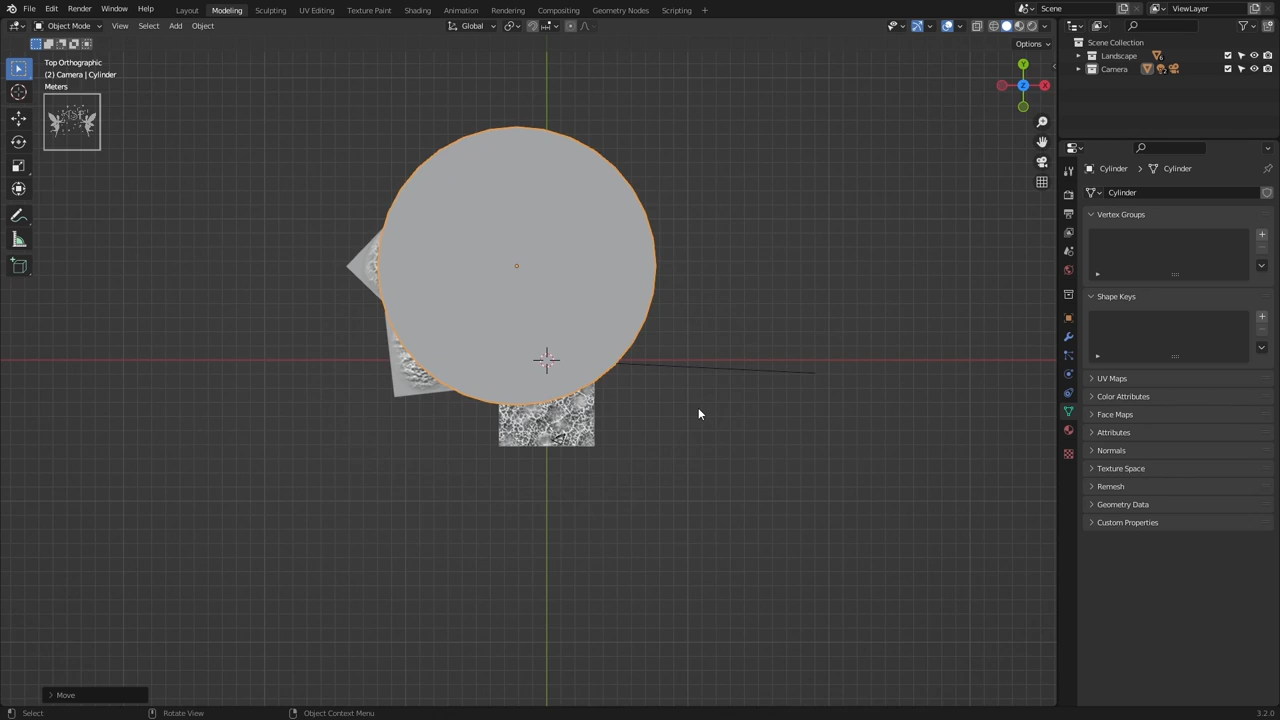 File Edit Render Window Help Layout Modeling Sculpting UV Editing Texture Paint Shading Animation Rendering Compositing Geometry Nodes Scripting + Scene ViewLayer
Object Mode View Select Add Object Global
Options
Top Orthographic
(2) Camera | Cylinder
Meters
Y
Z
X
Scene Collection
Landscape
Camera
Cylinder > Cylinder
Cylinder
Vertex Groups
Shape Keys
UV Maps
Color Attributes
Face Maps
Attributes
Normals
Texture Space
Remesh
Geometry Data
Custom Properties
> Move
Select Rotate View Object Context Menu 3.2.0